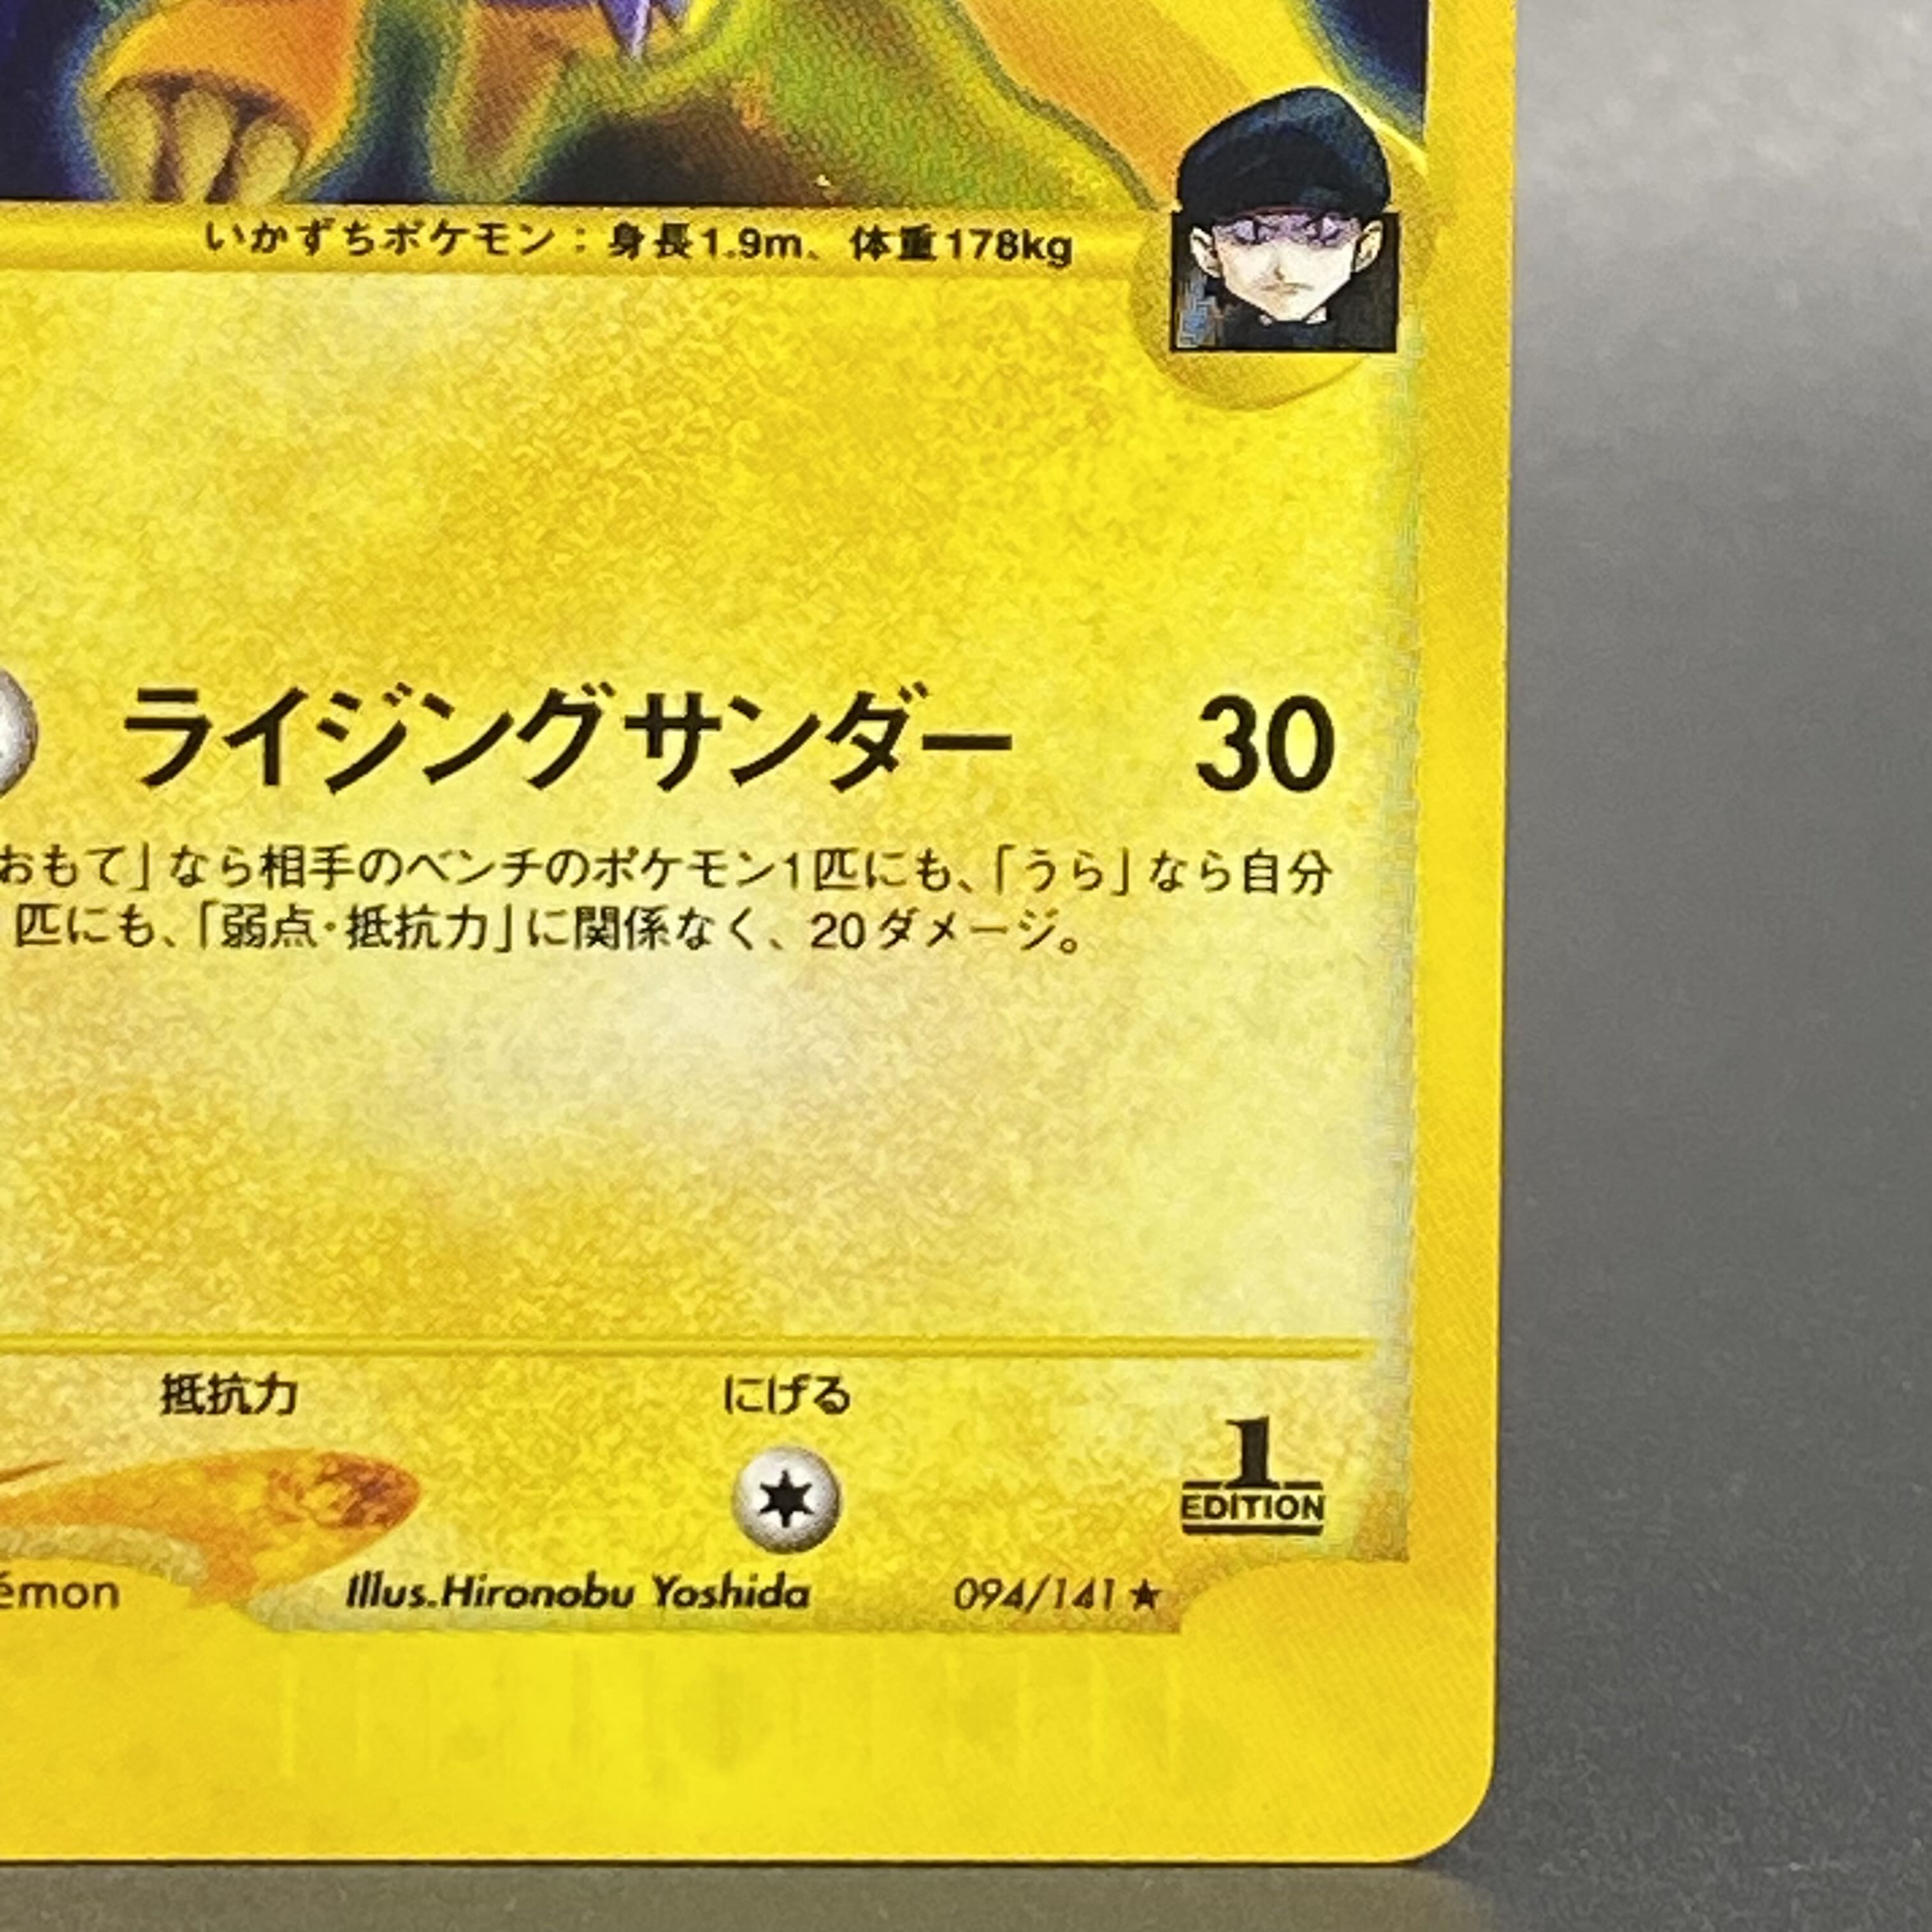 いかずちポケモン：身長1.9m、体重178kg
ライジングサンダー 30
おもて」なら相手のベンチのポケモン1匹にも、「うら」なら自分
匹にも、「弱点・抵抗力」に関係なく、20ダメージ。
抵抗力 にげる
1
EDITION
émon Illus.Hironobu Yoshida 094/141★